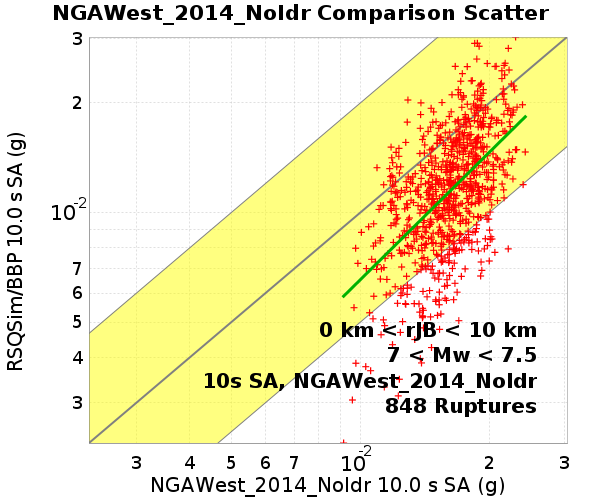 NGAWest_2014_NoIdr Comparison Scatter
RSQSim/BBP 10.0 s SA (g)
3
2
10-2
7
6
5
4
3
0 km < rJB < 10 km
7 < Mw < 7.5
10s SA, NGAWest_2014_NoIdr
848 Ruptures
3 4 5 6 7 10-2 2 3
NGAWest_2014_NoIdr 10.0 s SA (g)